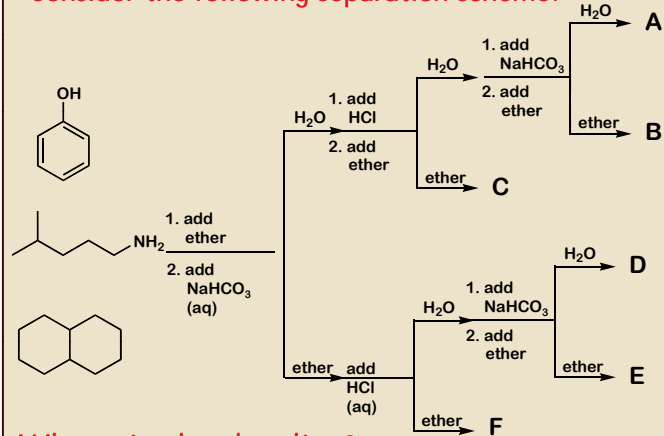 consider the following separation scheme:
H₂O
A
1. add
NaHCO₃
2. add
ether
ether
B
H₂O
1. add
HCl
2. add
ether
H₂O
ether
C
OH
NH₂
1. add
ether
2. add
NaHCO₃
(aq)
H₂O
D
1. add
NaHCO₃
2. add
ether
ether
E
H₂O
ether
add
HCl
(aq)
ether
F